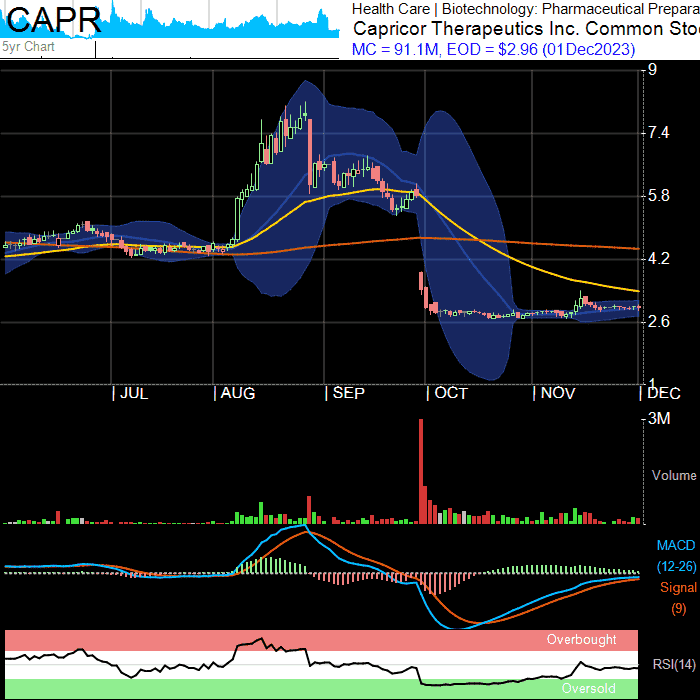 CAPR
5yr Chart
Health Care | Biotechnology: Pharmaceutical Prepara
Capricor Therapeutics Inc. Common Sto
MC = 91.1M, EOD = $2.96 (01Dec2023)
9
7.4
5.8
4.2
2.6
1
JUL AUG SEP OCT NOV DEC
3M
Volume
MACD
(12-26)
Signal
(9)
Overbought
RSI(14)
Oversold